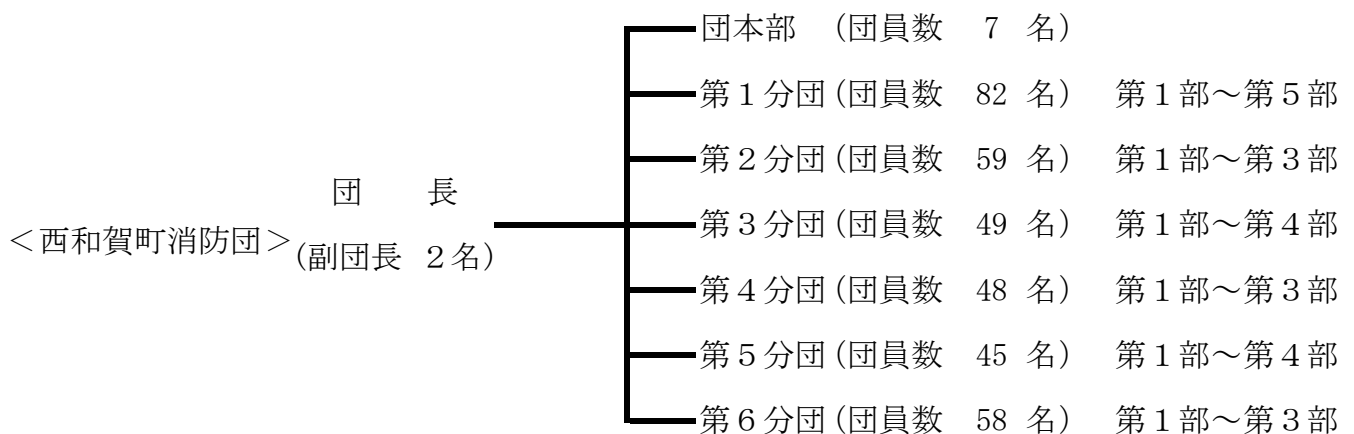 団本部　（団員数　7　名）
第１分団（団員数　82　名）　第１部～第５部
第２分団（団員数　59　名）　第１部～第３部
団　　長
第３分団（団員数　49　名）　第１部～第４部
＜西和賀町消防団＞
(副団長　２名)
第４分団（団員数　48　名）　第１部～第３部
第５分団（団員数　45　名）　第１部～第４部
第６分団（団員数　58　名）　第１部～第３部